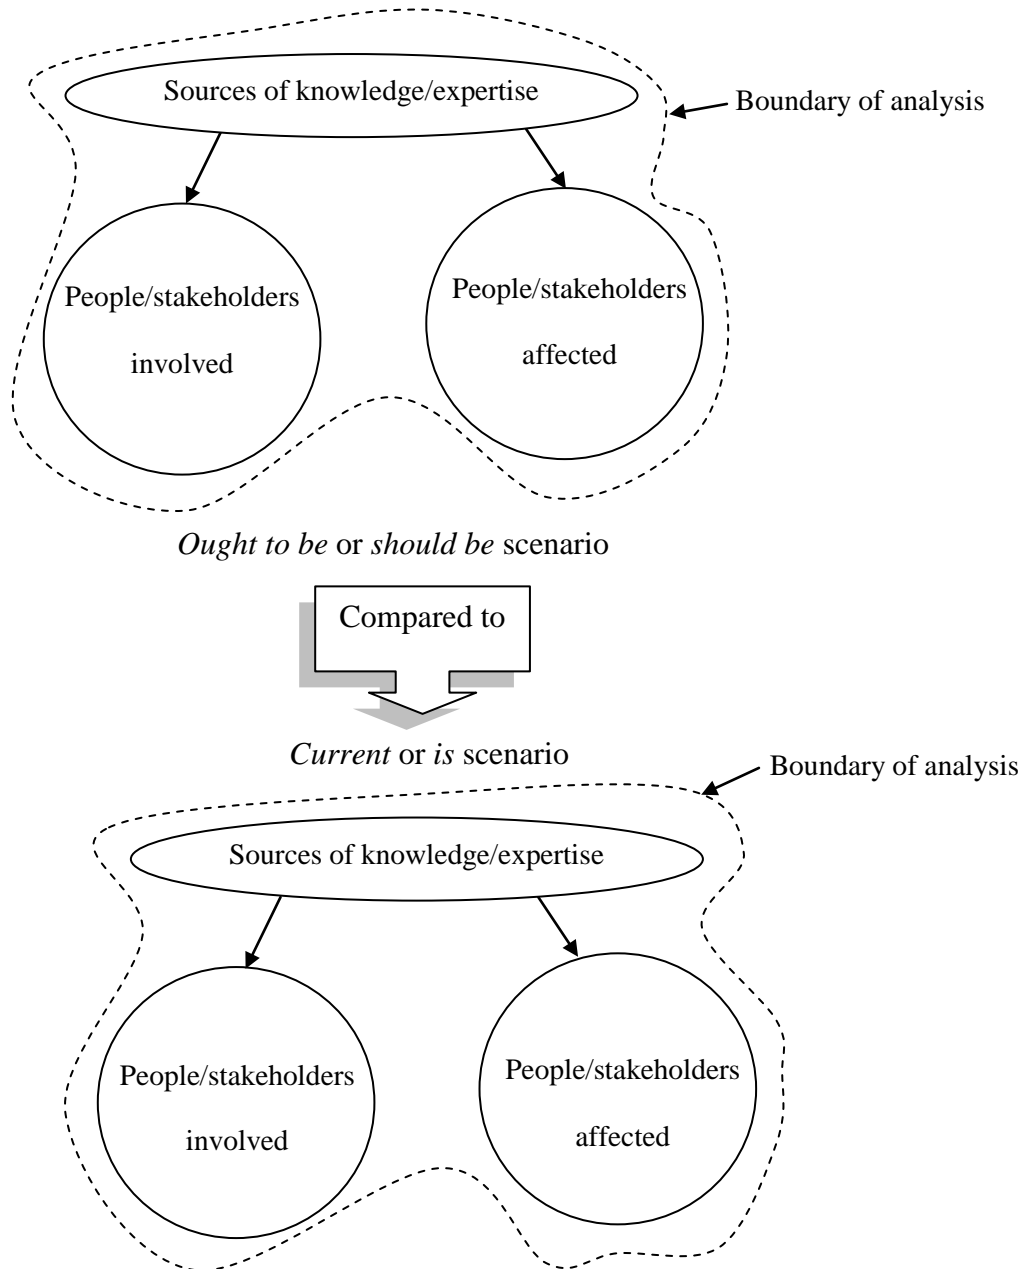 Sources of knowledge/expertise
Boundary of analysis
People/stakeholders
involved
People/stakeholders
affected
Ought to be or should be scenario
Compared to
Current or is scenario
Boundary of analysis
Sources of knowledge/expertise
People/stakeholders
involved
People/stakeholders
affected